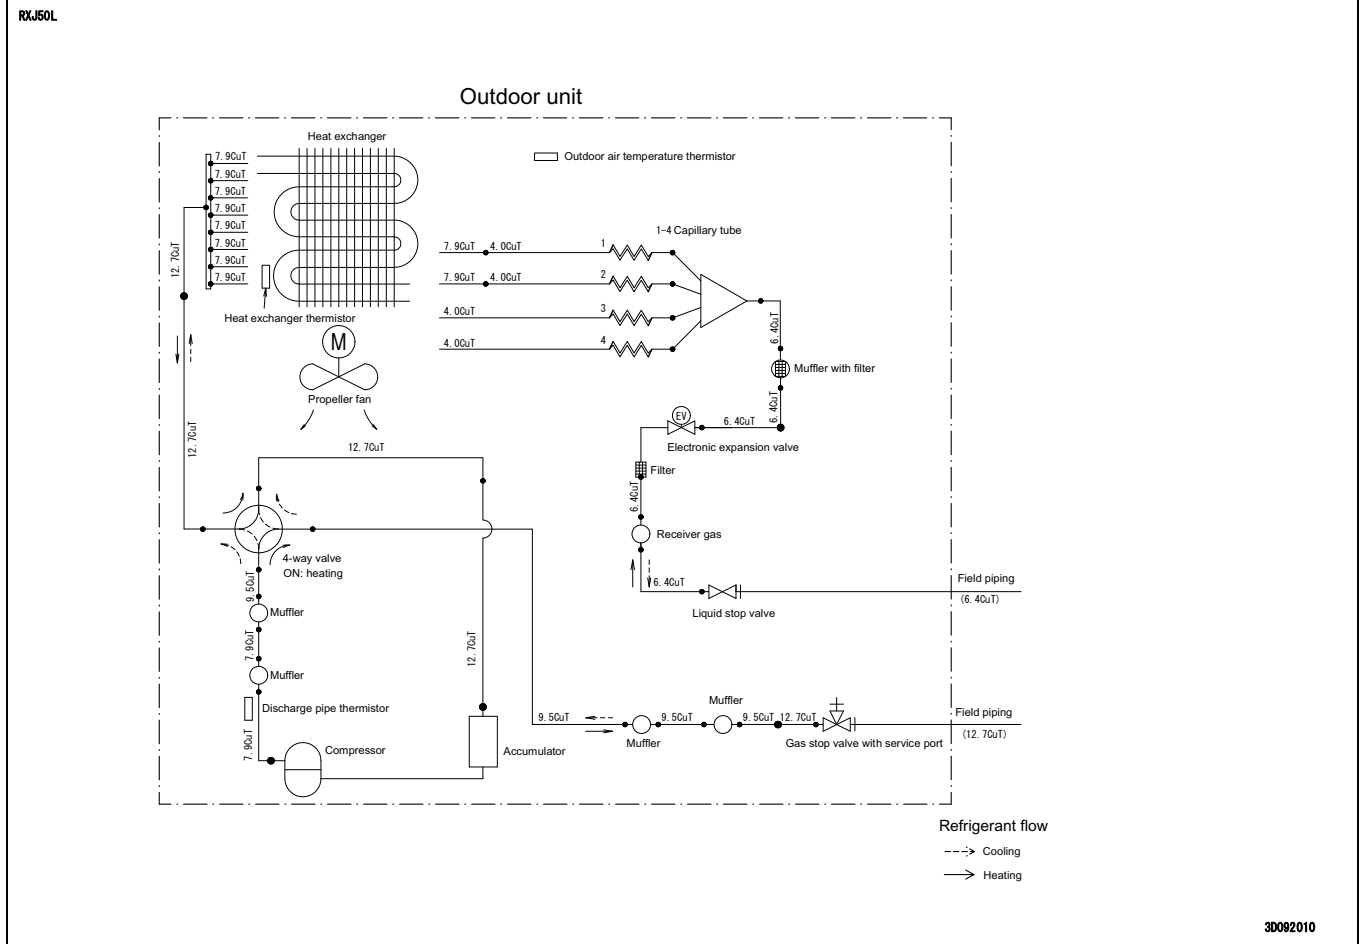 RXJ50L
Outdoor unit
Heat exchanger
Outdoor air temperature thermistor
7.9CuT
7.9CuT
7.9CuT
7.9CuT
7.9CuT
7.9CuT
7.9CuT
7.9CuT
12.7CuT
Heat exchanger thermistor
1-4 Capillary tube
7.9CuT 4.0CuT 1
7.9CuT 4.0CuT 2
4.0CuT 3
4.0CuT 4
6.4CuT
Muffler with filter
6.4CuT
M
Propeller fan
EV
6.4CuT
Electronic expansion valve
12.7CuT
12.7CuT
Filter
6.4CuT
Receiver gas
4-way valve
ON: heating
9.5CuT
Muffler
7.9CuT
Muffler
Discharge pipe thermistor
7.9CuT
Compressor
12.7CuT
Accumulator
6.4CuT
Liquid stop valve
Field piping
(6.4CuT)
9.5CuT
Muffler
9.5CuT
Muffler
9.5CuT
12.7CuT
Gas stop valve with service port
Field piping
(12.7CuT)
Refrigerant flow
Cooling
Heating
3D092010